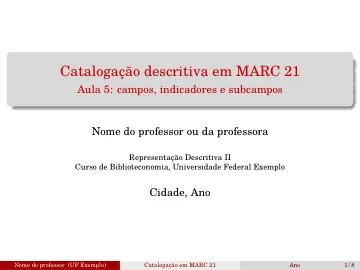 Catalogação descritiva em MARC 21
Aula 5: campos, indicadores e subcampos
Nome do professor ou da professora
Representação Descritiva II
Curso de Biblioteconomia, Universidade Federal Exemplo
Cidade, Ano
Nome do professor (UF Exemplo) Catalogação em MARC 21 Ano 1 / 8